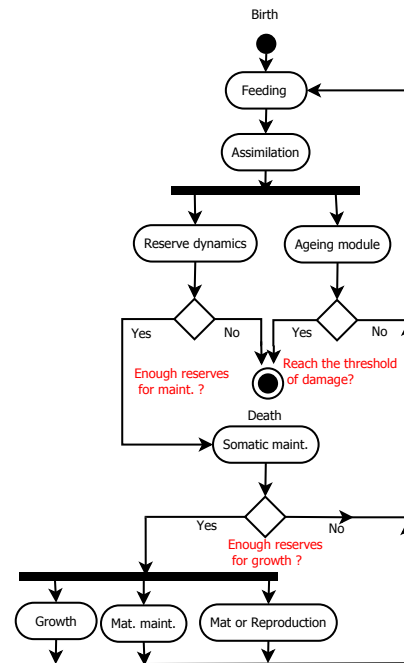 Birth
Feeding
Assimilation
Reserve dynamics
Ageing module
Yes
No
Yes
No
Enough reserves
for maint. ?
Reach the threshold
of damage?
Death
Somatic maint.
Yes
No
Enough reserves
for growth ?
Growth
Mat. maint.
Mat or Reproduction